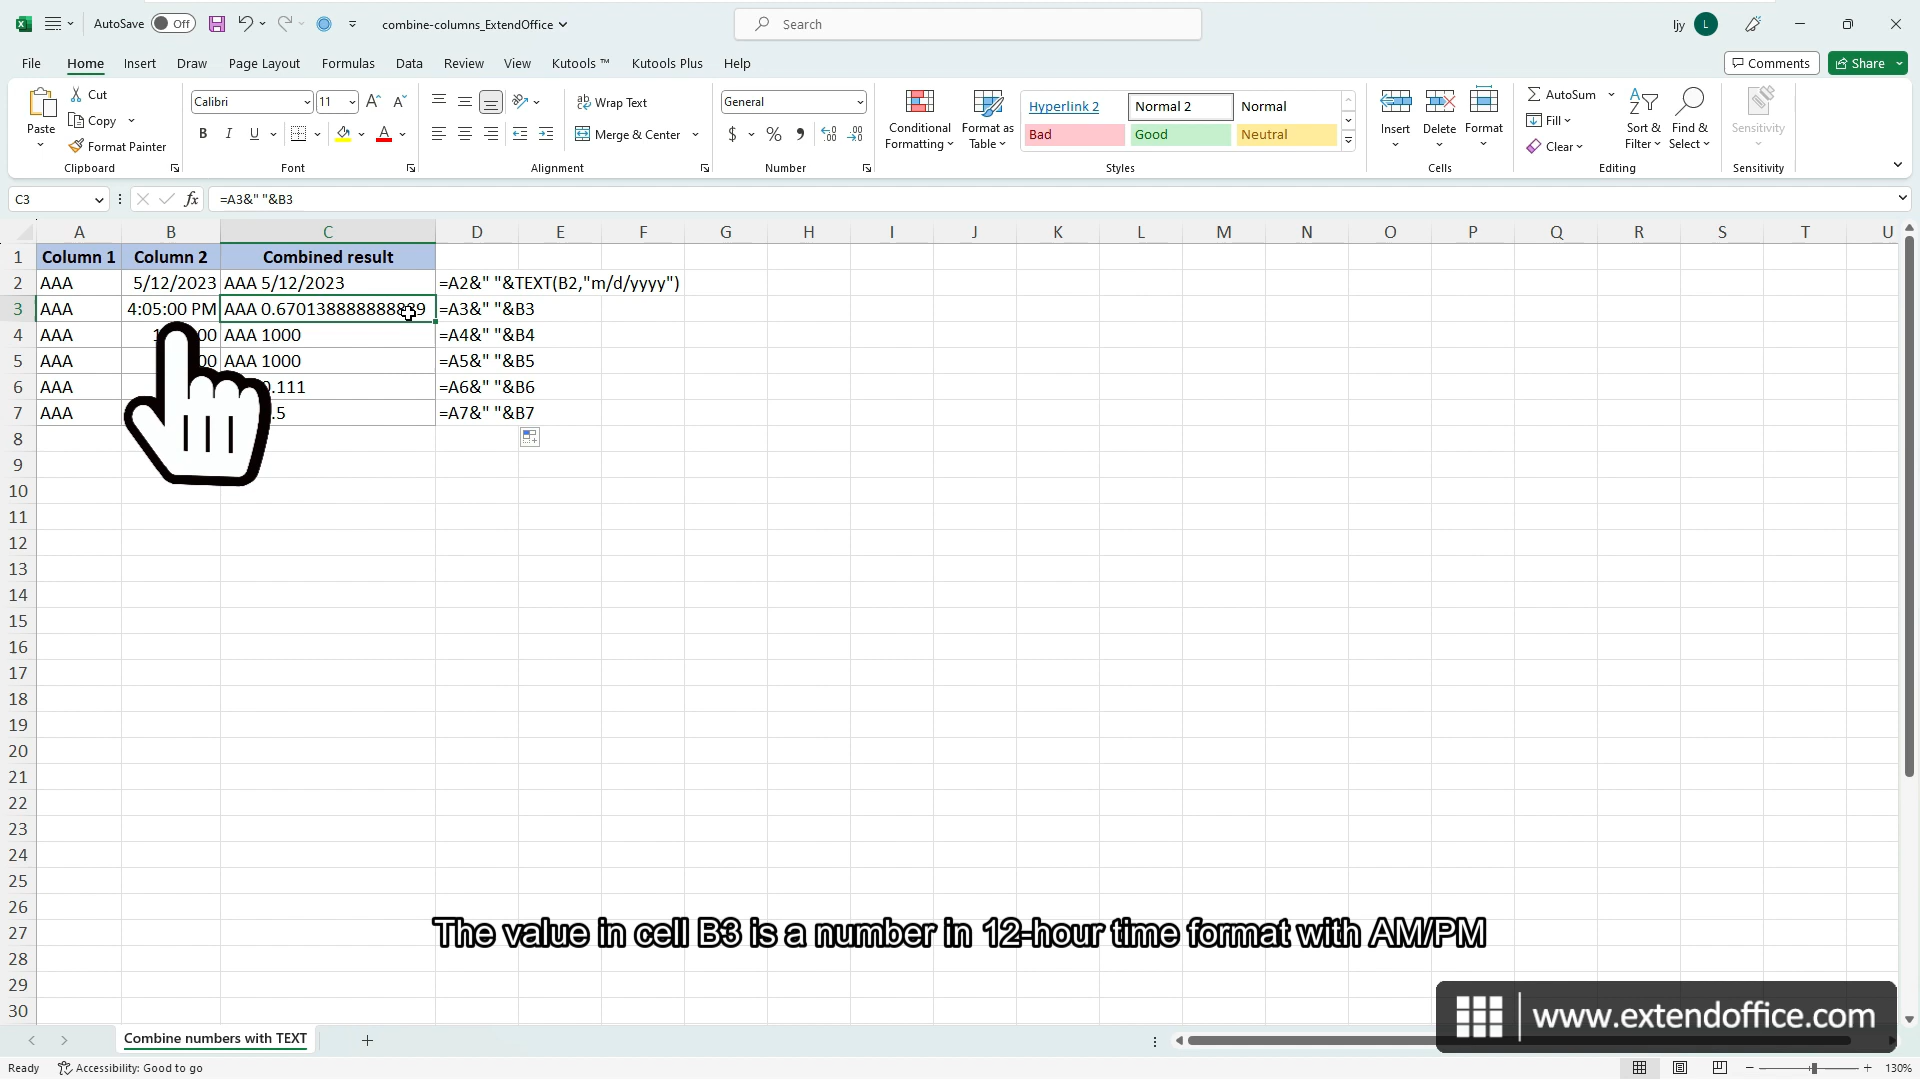 AutoSave Off combine-columns_ExtendOffice Search ljy L
File Home Insert Draw Page Layout Formulas Data Review View Kutools ™ Kutools Plus Help Comments Share
Paste Cut Copy Format Painter Clipboard
Calibri 11 B I U A Font
Wrap Text Merge & Center Alignment
General $ % Number
Conditional Formatting Format as Table
Hyperlink 2 Normal 2 Normal
Bad Good Neutral
Styles
Insert Delete Format Cells
AutoSum Fill Clear Sort & Filter Find & Select Editing
Sensitivity Sensitivity
C3 fx =A3&" "&B3
A B C D E F G H I J K L M N O P Q R S T U
1 Column 1 Column 2 Combined result
2 AAA 5/12/2023 AAA 5/12/2023 =A2&" "&TEXT(B2,"m/d/yyyy")
3 AAA 4:05:00 PM AAA 0.670138888888889 =A3&" "&B3
4 AAA AAA 1000 =A4&" "&B4
5 AAA AAA 1000 =A5&" "&B5
6 AAA 0.111 =A6&" "&B6
7 AAA .5 =A7&" "&B7
8
9
10
11
12
13
14
15
16
17
18
19
20
21
22
23
24
25
26
27
28
29
30
The value in cell B3 is a number in 12-hour time format with AM/PM
www.extendoffice.com
Combine numbers with TEXT
Ready Accessibility: Good to go 130%